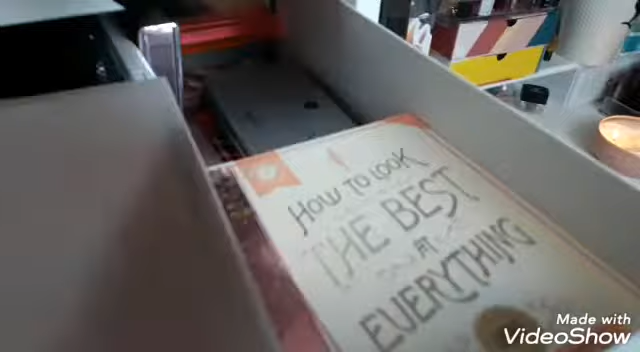 HOW TO LOOK
THE BEST
AT
EVERYTHING
Made with
VideoShow